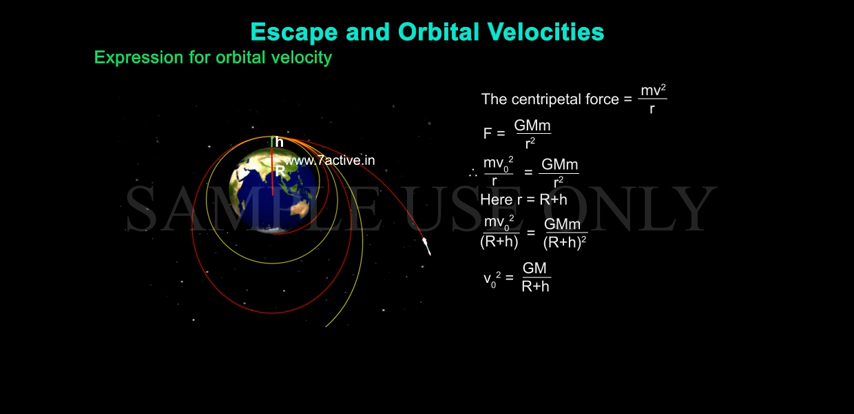 Escape and Orbital Velocities
Expression for orbital velocity
The centripetal force = mv²/r
F = GMm/r²
∴ mv₀²/r = GMm/r²
Here r = R+h
mv₀²/(R+h) = GMm/(R+h)²
v₀² = GM/R+h
h
www.7active.in
R
SAMPLE USE ONLY